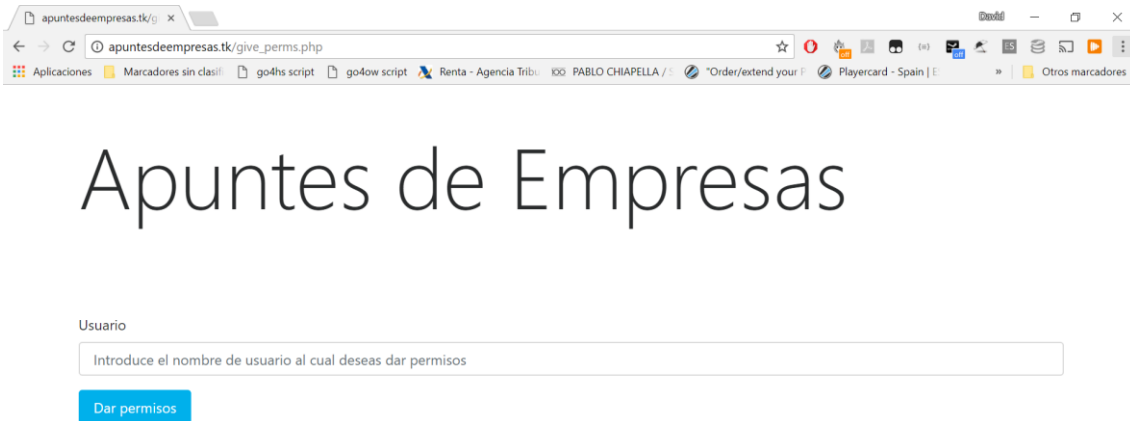 apuntesdeempresas.tk/g
David
apuntesdeempresas.tk/give_perms.php
Aplicaciones Marcadores sin clasifi go4hs script go4ow script Renta - Agencia Tribu PABLO CHIAPELLA / S "Order/extend your P Playercard - Spain | E » Otros marcadores
Apuntes de Empresas
Usuario
Introduce el nombre de usuario al cual deseas dar permisos
Dar permisos